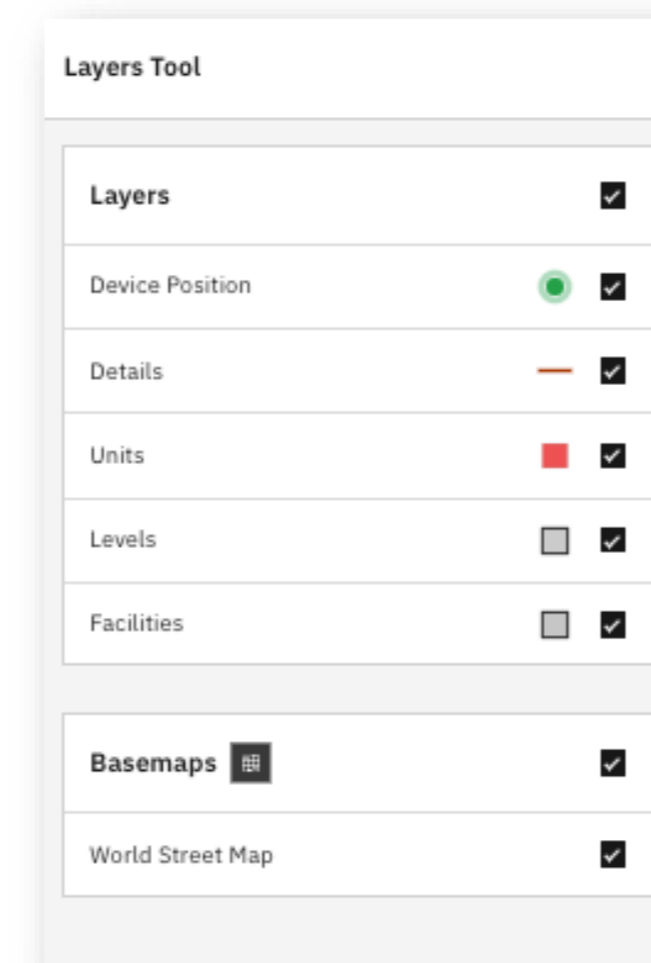 Layers Tool
Layers
Device Position
Details
Units
Levels
Facilities
Basemaps
World Street Map